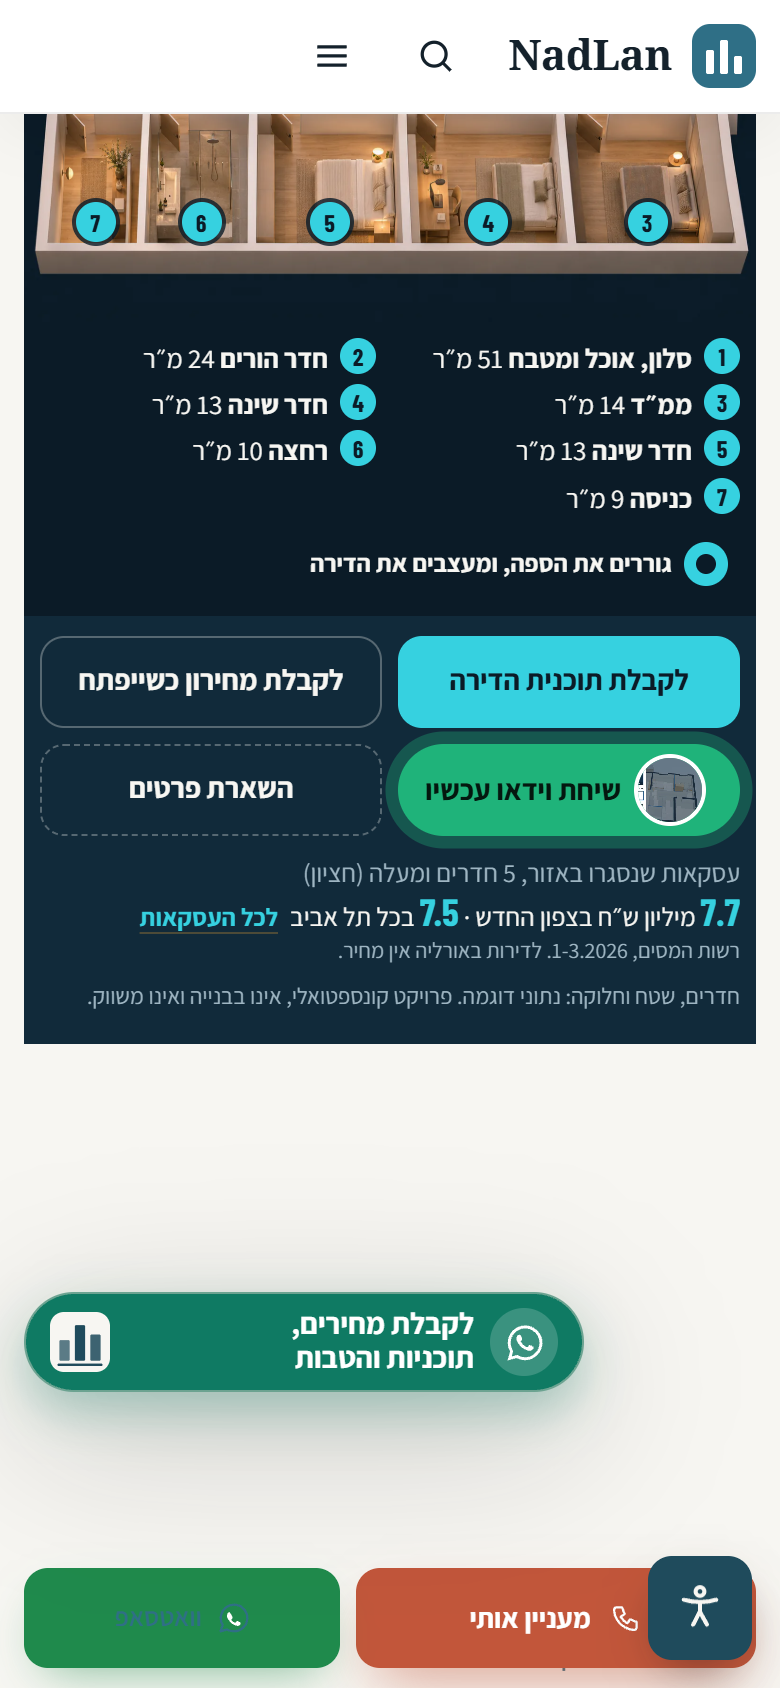 NadLan
7 6 5 4 3
1 סלון, אוכל ומטבח 51 מ״ר
2 חדר הורים 24 מ״ר
3 ממ״ד 14 מ״ר
4 חדר שינה 13 מ״ר
5 חדר שינה 13 מ״ר
6 רחצה 10 מ״ר
7 כניסה 9 מ״ר
גוררים את הספה, ומעצבים את הדירה
לקבלת תוכנית הדירה
לקבלת מחירון כשייפתח
שיחת וידאו עכשיו
השארת פרטים
עסקאות שנסגרו באזור, 5 חדרים ומעלה (חציון)
7.7 מיליון ש״ח בצפון החדש · 7.5 בכל תל אביב לכל העסקאות
רשות המסים, 1-3.2026. לדירות באורליה אין מחיר.
חדרים, שטח וחלוקה: נתוני דוגמה. פרויקט קונספטואלי, אינו בבנייה ואינו משווק.
לקבלת מחירים,
תוכניות והטבות
מעניין אותי
וואטסאפ